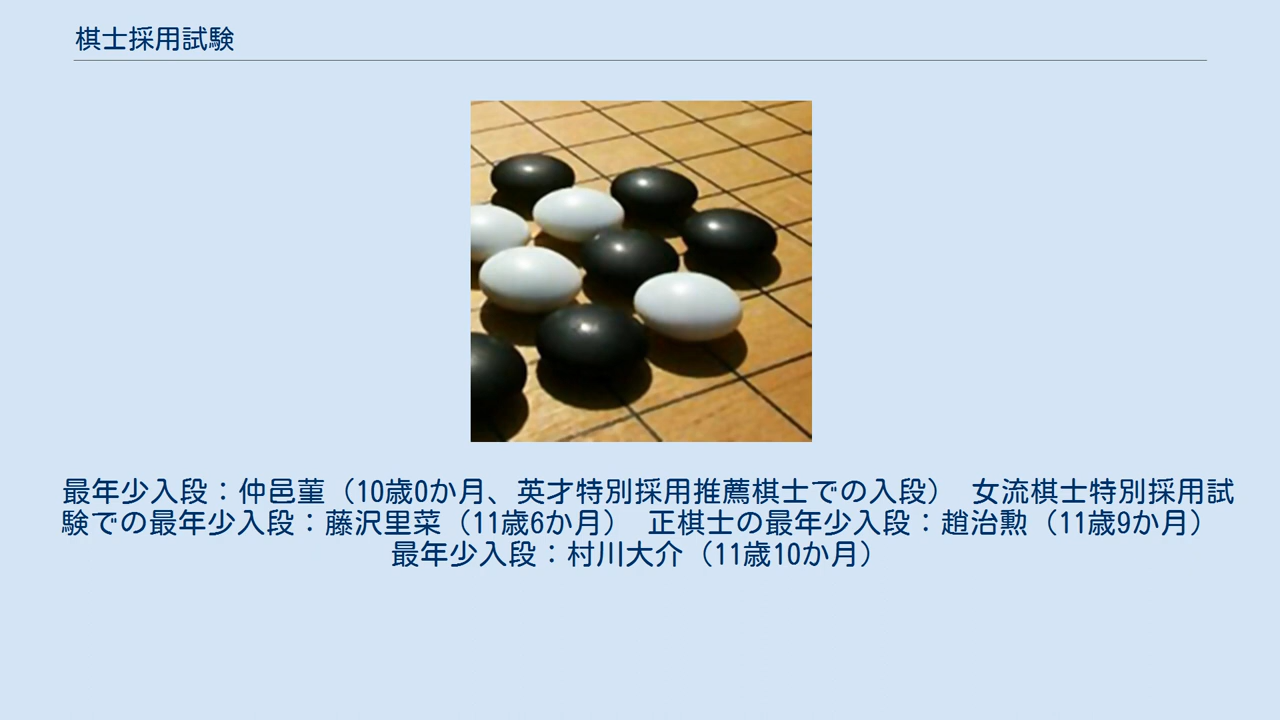 棋士採用試験
最年少入段：仲邑菫（10歳0か月、英才特別採用推薦棋士での入段）　女流棋士特別採用試
験での最年少入段：藤沢里菜（11歳6か月）　正棋士の最年少入段：趙治勲（11歳9か月）
最年少入段：村川大介（11歳10か月）